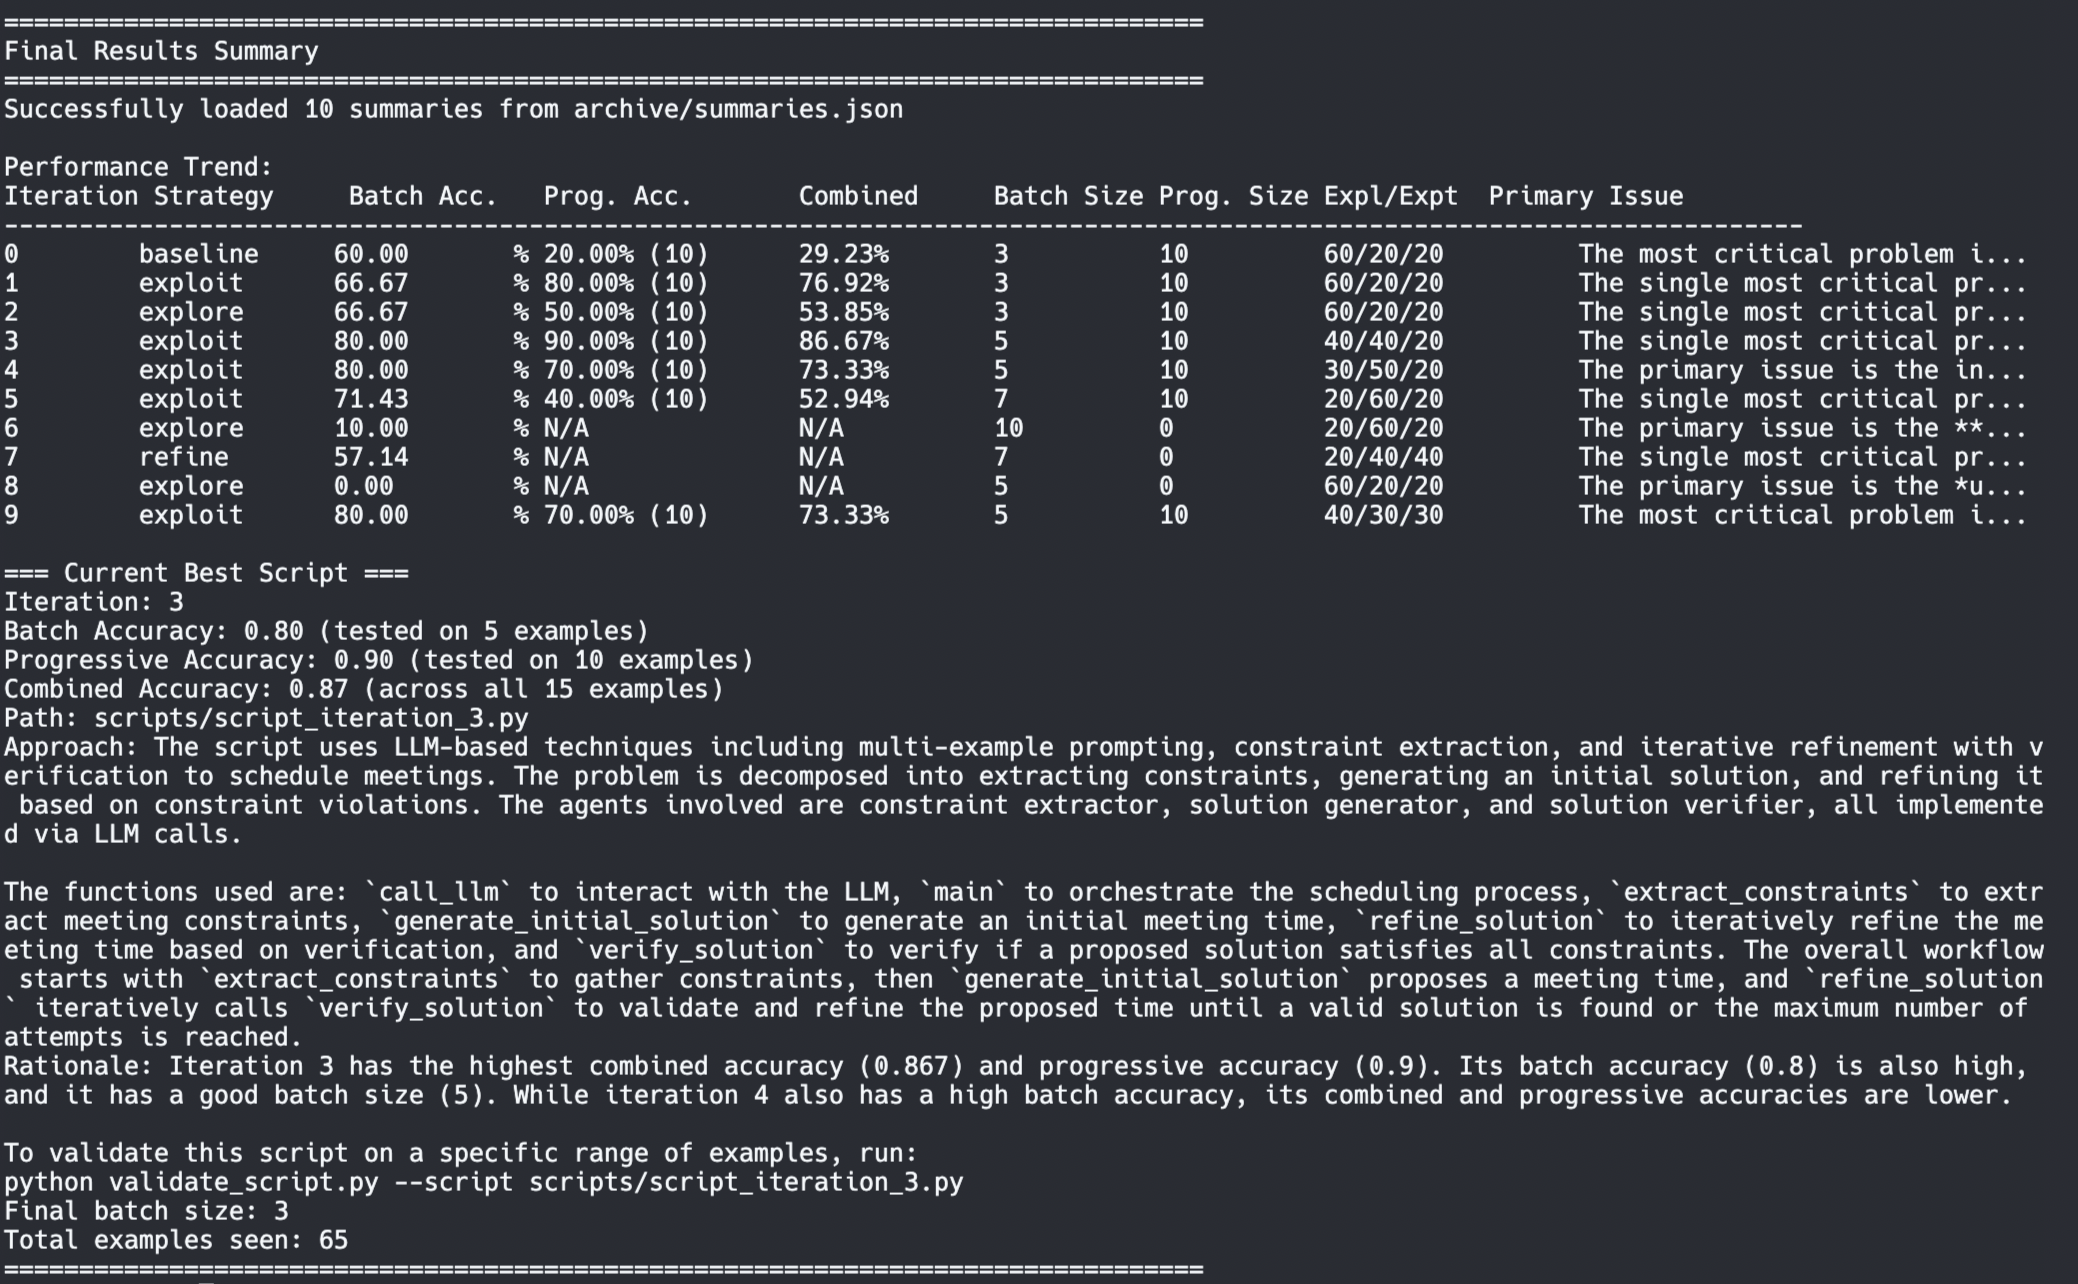 ================================================================================
Final Results Summary
================================================================================
Successfully loaded 10 summaries from archive/summaries.json

Performance Trend:
Iteration Strategy     Batch Acc.   Prog. Acc.       Combined     Batch Size Prog. Size Expl/Expt  Primary Issue
------------------------------------------------------------------------------------------------------------------------
0        baseline     60.00       % 20.00% (10)      29.23%       3          10         60/20/20         The most critical problem i...
1        exploit      66.67       % 80.00% (10)      76.92%       3          10         60/20/20         The single most critical pr...
2        explore      66.67       % 50.00% (10)      53.85%       3          10         60/20/20         The single most critical pr...
3        exploit      80.00       % 90.00% (10)      86.67%       5          10         40/40/20         The single most critical pr...
4        exploit      80.00       % 70.00% (10)      73.33%       5          10         30/50/20         The primary issue is the in...
5        exploit      71.43       % 40.00% (10)      52.94%       7          10         20/60/20         The single most critical pr...
6        explore      10.00       % N/A              N/A          10         0          20/60/20         The primary issue is the **...
7        refine       57.14       % N/A              N/A          7          0          20/40/40         The single most critical pr...
8        explore      0.00        % N/A              N/A          5          0          60/20/20         The primary issue is the *u...
9        exploit      80.00       % 70.00% (10)      73.33%       5          10         40/30/30         The most critical problem i...

=== Current Best Script ===
Iteration: 3
Batch Accuracy: 0.80 (tested on 5 examples)
Progressive Accuracy: 0.90 (tested on 10 examples)
Combined Accuracy: 0.87 (across all 15 examples)
Path: scripts/script_iteration_3.py
Approach: The script uses LLM-based techniques including multi-example prompting, constraint extraction, and iterative refinement with v
erification to schedule meetings. The problem is decomposed into extracting constraints, generating an initial solution, and refining it
 based on constraint violations. The agents involved are constraint extractor, solution generator, and solution verifier, all implemente
d via LLM calls.

The functions used are: `call_llm` to interact with the LLM, `main` to orchestrate the scheduling process, `extract_constraints` to extr
act meeting constraints, `generate_initial_solution` to generate an initial meeting time, `refine_solution` to iteratively refine the me
eting time based on verification, and `verify_solution` to verify if a proposed solution satisfies all constraints. The overall workflow
 starts with `extract_constraints` to gather constraints, then `generate_initial_solution` proposes a meeting time, and `refine_solution
` iteratively calls `verify_solution` to validate and refine the proposed time until a valid solution is found or the maximum number of 
attempts is reached.
Rationale: Iteration 3 has the highest combined accuracy (0.867) and progressive accuracy (0.9). Its batch accuracy (0.8) is also high, 
and it has a good batch size (5). While iteration 4 also has a high batch accuracy, its combined and progressive accuracies are lower.

To validate this script on a specific range of examples, run:
python validate_script.py --script scripts/script_iteration_3.py
Final batch size: 3
Total examples seen: 65
================================================================================